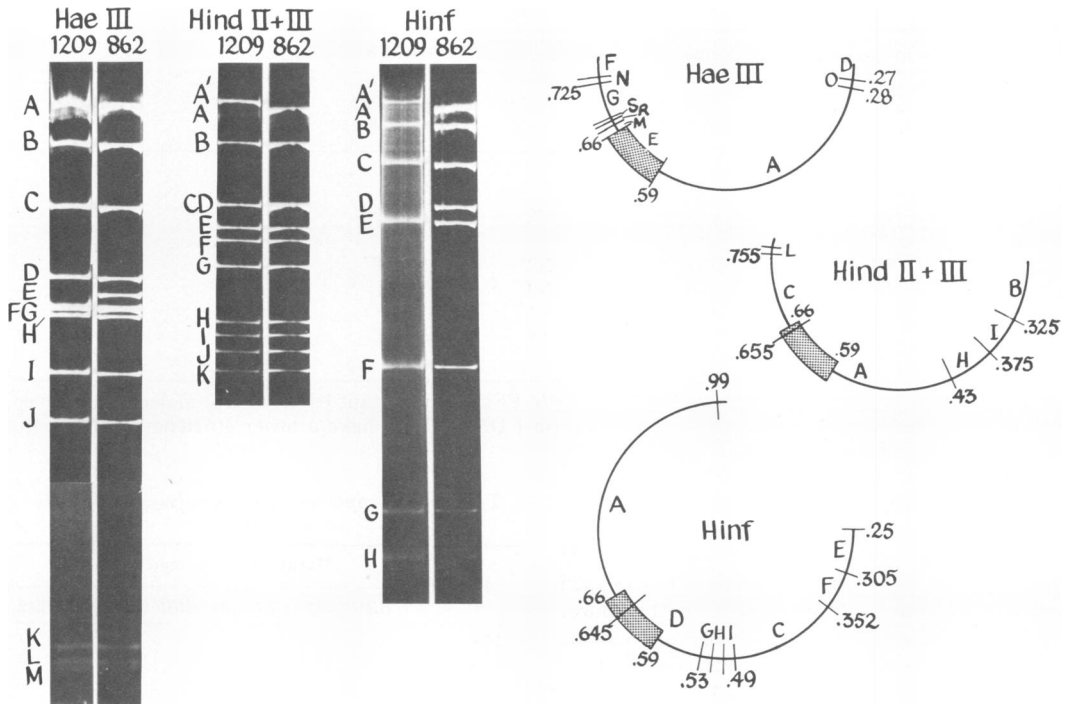 Hae III
1209 862
A
B
C
D
E
FG
H'
I
J
K
L
M
Hind II+III
1209 862
A'
A
B
CD
E
F
G
H
I
J
K
Hinf
1209 862
A'
A
B
C
D
E
F
G
H
Hae III
F
N
.725
G
S R
M
.66
E
.59
A
D
O
.27
.28
Hind II+III
.755
L
C
.66
.655
.59
A
H
.43
I
.375
.325
B
Hinf
.99
A
.66
.645
.59
D
G H I
.53
.49
C
.352
F
.305
E
.25